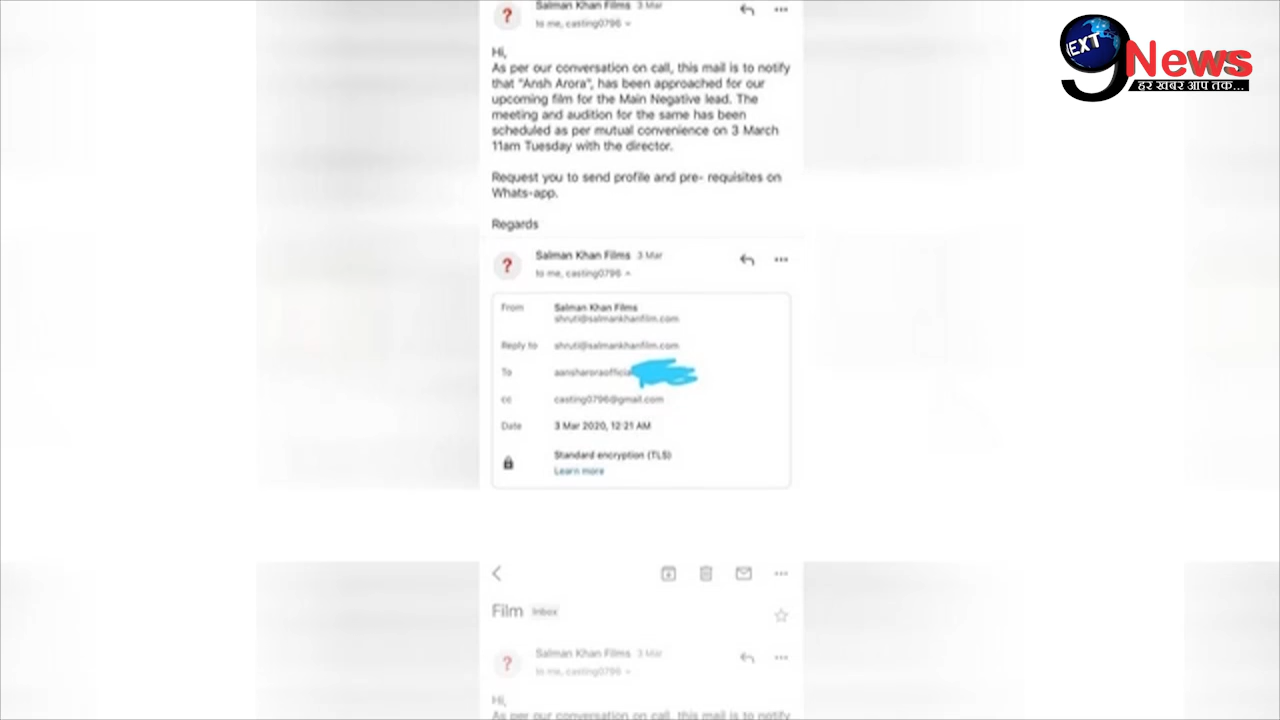 Salman Khan Films 3 Mar
to me, casting0796
Hi,
As per our conversation on call, this mail is to notify
that "Ansh Arora", has been approached for our
upcoming film for the Main Negative lead. The
meeting and audition for the same has been
scheduled as per mutual convenience on 3 March
11am Tuesday with the director.
Request you to send profile and pre- requisites on
Whats-app.
Regards
?
Salman Khan Films 3 Mar
to me, casting0796
?
From Salman Khan Films
shruti@salmankhanfilm.com
Reply to shruti@salmankhanfilm.com
To aansharoraofficia
cc casting0796@gmail.com
Date 3 Mar 2020, 12:21 AM
Standard encryption (TLS)
Learn more
Film Inbox
Salman Khan Films 3 Mar
?
to me, casting0796
Hi,
As per our conversation on call, this mail is to notify
EXT
9 News
हर खबर आप तक...